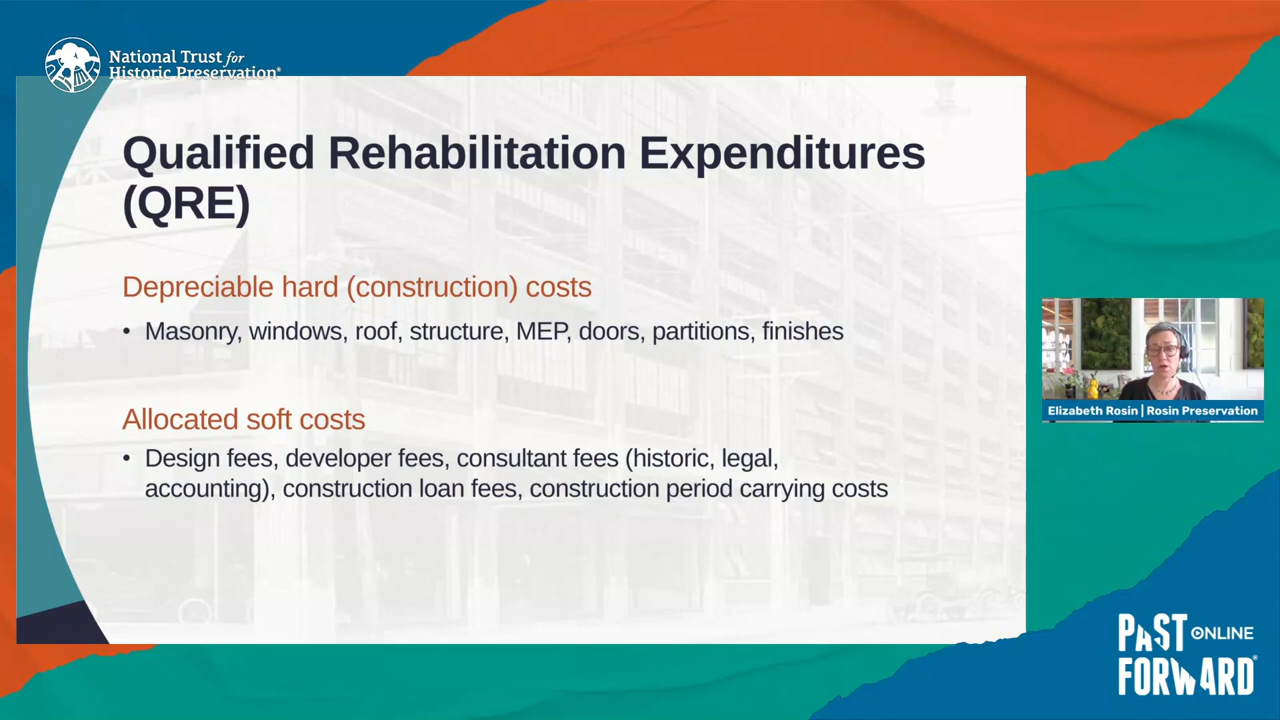 National Trust for
Historic Preservation®
Qualified Rehabilitation Expenditures
(QRE)
Depreciable hard (construction) costs
• Masonry, windows, roof, structure, MEP, doors, partitions, finishes
Allocated soft costs
• Design fees, developer fees, consultant fees (historic, legal,
accounting), construction loan fees, construction period carrying costs
Elizabeth Rosin | Rosin Preservation
PAST ONLINE
FORWARD®